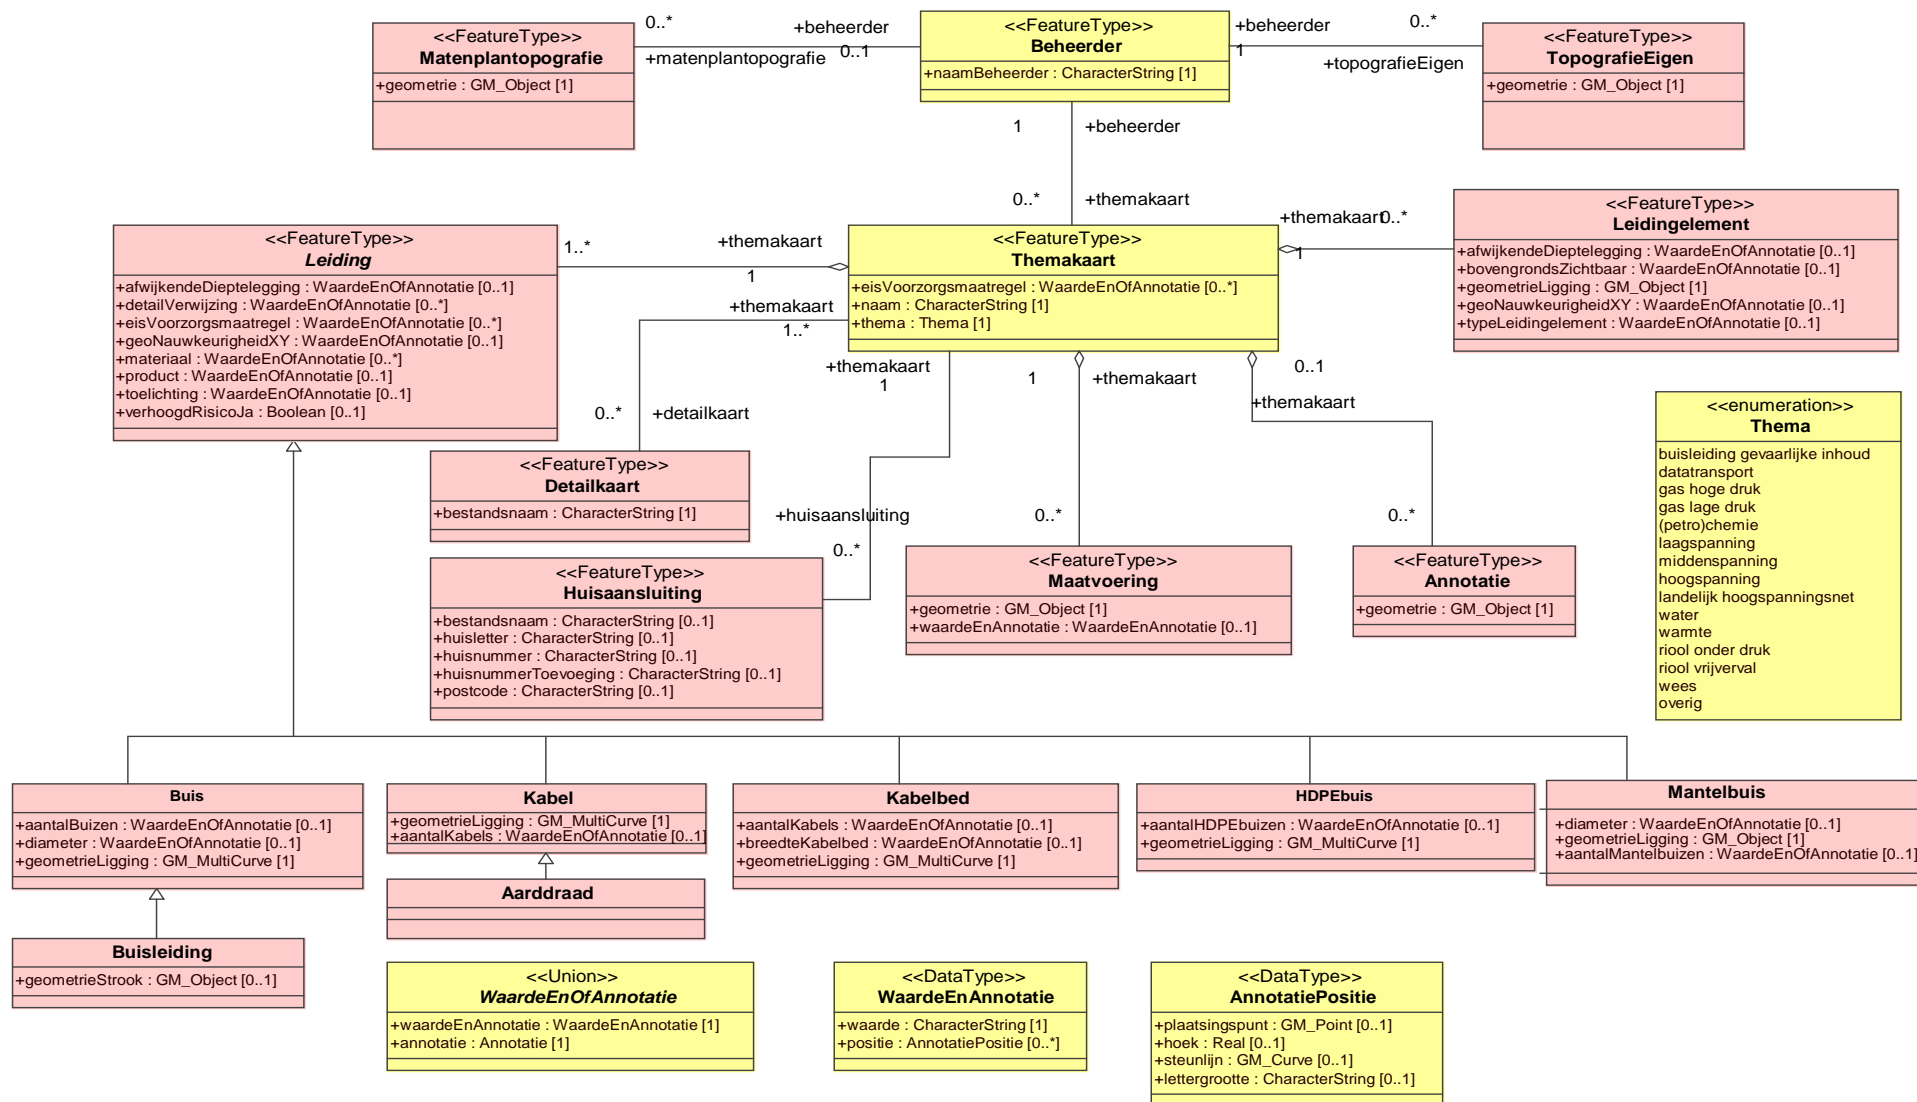 <<FeatureType>>
Matenplantopografie
+geometrie : GM_Object [1]
0..*
+beheerder
+matenplantopografie
0..1
<<FeatureType>>
Beheerder
+naamBeheerder : CharacterString [1]
+beheerder
0..*
1
+topografieEigen
<<FeatureType>>
TopografieEigen
+geometrie : GM_Object [1]
1
+beheerder
0..*
+themakaart
<<FeatureType>>
Leiding
+afwijkendeDieptelegging : WaardeEnOfAnnotatie [0..1]
+detailVerwijzing : WaardeEnOfAnnotatie [0..*]
+eisVoorzorgsmaatregel : WaardeEnOfAnnotatie [0..*]
+geoNauwkeurigheidXY : WaardeEnOfAnnotatie [0..1]
+materiaal : WaardeEnOfAnnotatie [0..*]
+product : WaardeEnOfAnnotatie [0..1]
+toelichting : WaardeEnOfAnnotatie [0..1]
+verhoogdRisicoJa : Boolean [0..1]
1..*
+themakaart
1
<<FeatureType>>
Themakaart
+eisVoorzorgsmaatregel : WaardeEnOfAnnotatie [0..*]
+naam : CharacterString [1]
+thema : Thema [1]
+themakaart
0..*
1
<<FeatureType>>
Leidingelement
+afwijkendeDieptelegging : WaardeEnOfAnnotatie [0..1]
+bovengrondsZichtbaar : WaardeEnOfAnnotatie [0..1]
+geometrieLigging : GM_Object [1]
+geoNauwkeurigheidXY : WaardeEnOfAnnotatie [0..1]
+typeLeidingelement : WaardeEnOfAnnotatie [0..1]
+themakaart
1..*
0..*
+detailkaart
+themakaart
1
1
+themakaart
0..1
+themakaart
<<FeatureType>>
Detailkaart
+bestandsnaam : CharacterString [1]
+huisaansluiting
0..*
0..*
0..*
<<FeatureType>>
Huisaansluiting
+bestandsnaam : CharacterString [0..1]
+huisletter : CharacterString [0..1]
+huisnummer : CharacterString [0..1]
+huisnummerToevoeging : CharacterString [0..1]
+postcode : CharacterString [0..1]
<<FeatureType>>
Maatvoering
+geometrie : GM_Object [1]
+waardeEnAnnotatie : WaardeEnAnnotatie [0..1]
<<FeatureType>>
Annotatie
+geometrie : GM_Object [1]
<<enumeration>>
Thema
buisleiding gevaarlijke inhoud
datatransport
gas hoge druk
gas lage druk
(petro)chemie
laagspanning
middenspanning
hoogspanning
landelijk hoogspanningsnet
water
warmte
riool onder druk
riool vrijverval
wees
overig
Buis
+aantalBuizen : WaardeEnOfAnnotatie [0..1]
+diameter : WaardeEnOfAnnotatie [0..1]
+geometrieLigging : GM_MultiCurve [1]
Kabel
+geometrieLigging : GM_MultiCurve [1]
+aantalKabels : WaardeEnOfAnnotatie [0..1]
Kabelbed
+aantalKabels : WaardeEnOfAnnotatie [0..1]
+breedteKabelbed : WaardeEnOfAnnotatie [0..1]
+geometrieLigging : GM_MultiCurve [1]
HDPEbuis
+aantalHDPEbuizen : WaardeEnOfAnnotatie [0..1]
+geometrieLigging : GM_MultiCurve [1]
Mantelbuis
+diameter : WaardeEnOfAnnotatie [0..1]
+geometrieLigging : GM_Object [1]
+aantalMantelbuizen : WaardeEnOfAnnotatie [0..1]
Aarddraad
Buisleiding
+geometrieStrook : GM_Object [0..1]
<<Union>>
WaardeEnOfAnnotatie
+waardeEnAnnotatie : WaardeEnAnnotatie [1]
+annotatie : Annotatie [1]
<<DataType>>
WaardeEnAnnotatie
+waarde : CharacterString [1]
+positie : AnnotatiePositie [0..*]
<<DataType>>
AnnotatiePositie
+plaatsingspunt : GM_Point [0..1]
+hoek : Real [0..1]
+steunlijn : GM_Curve [0..1]
+lettergrootte : CharacterString [0..1]